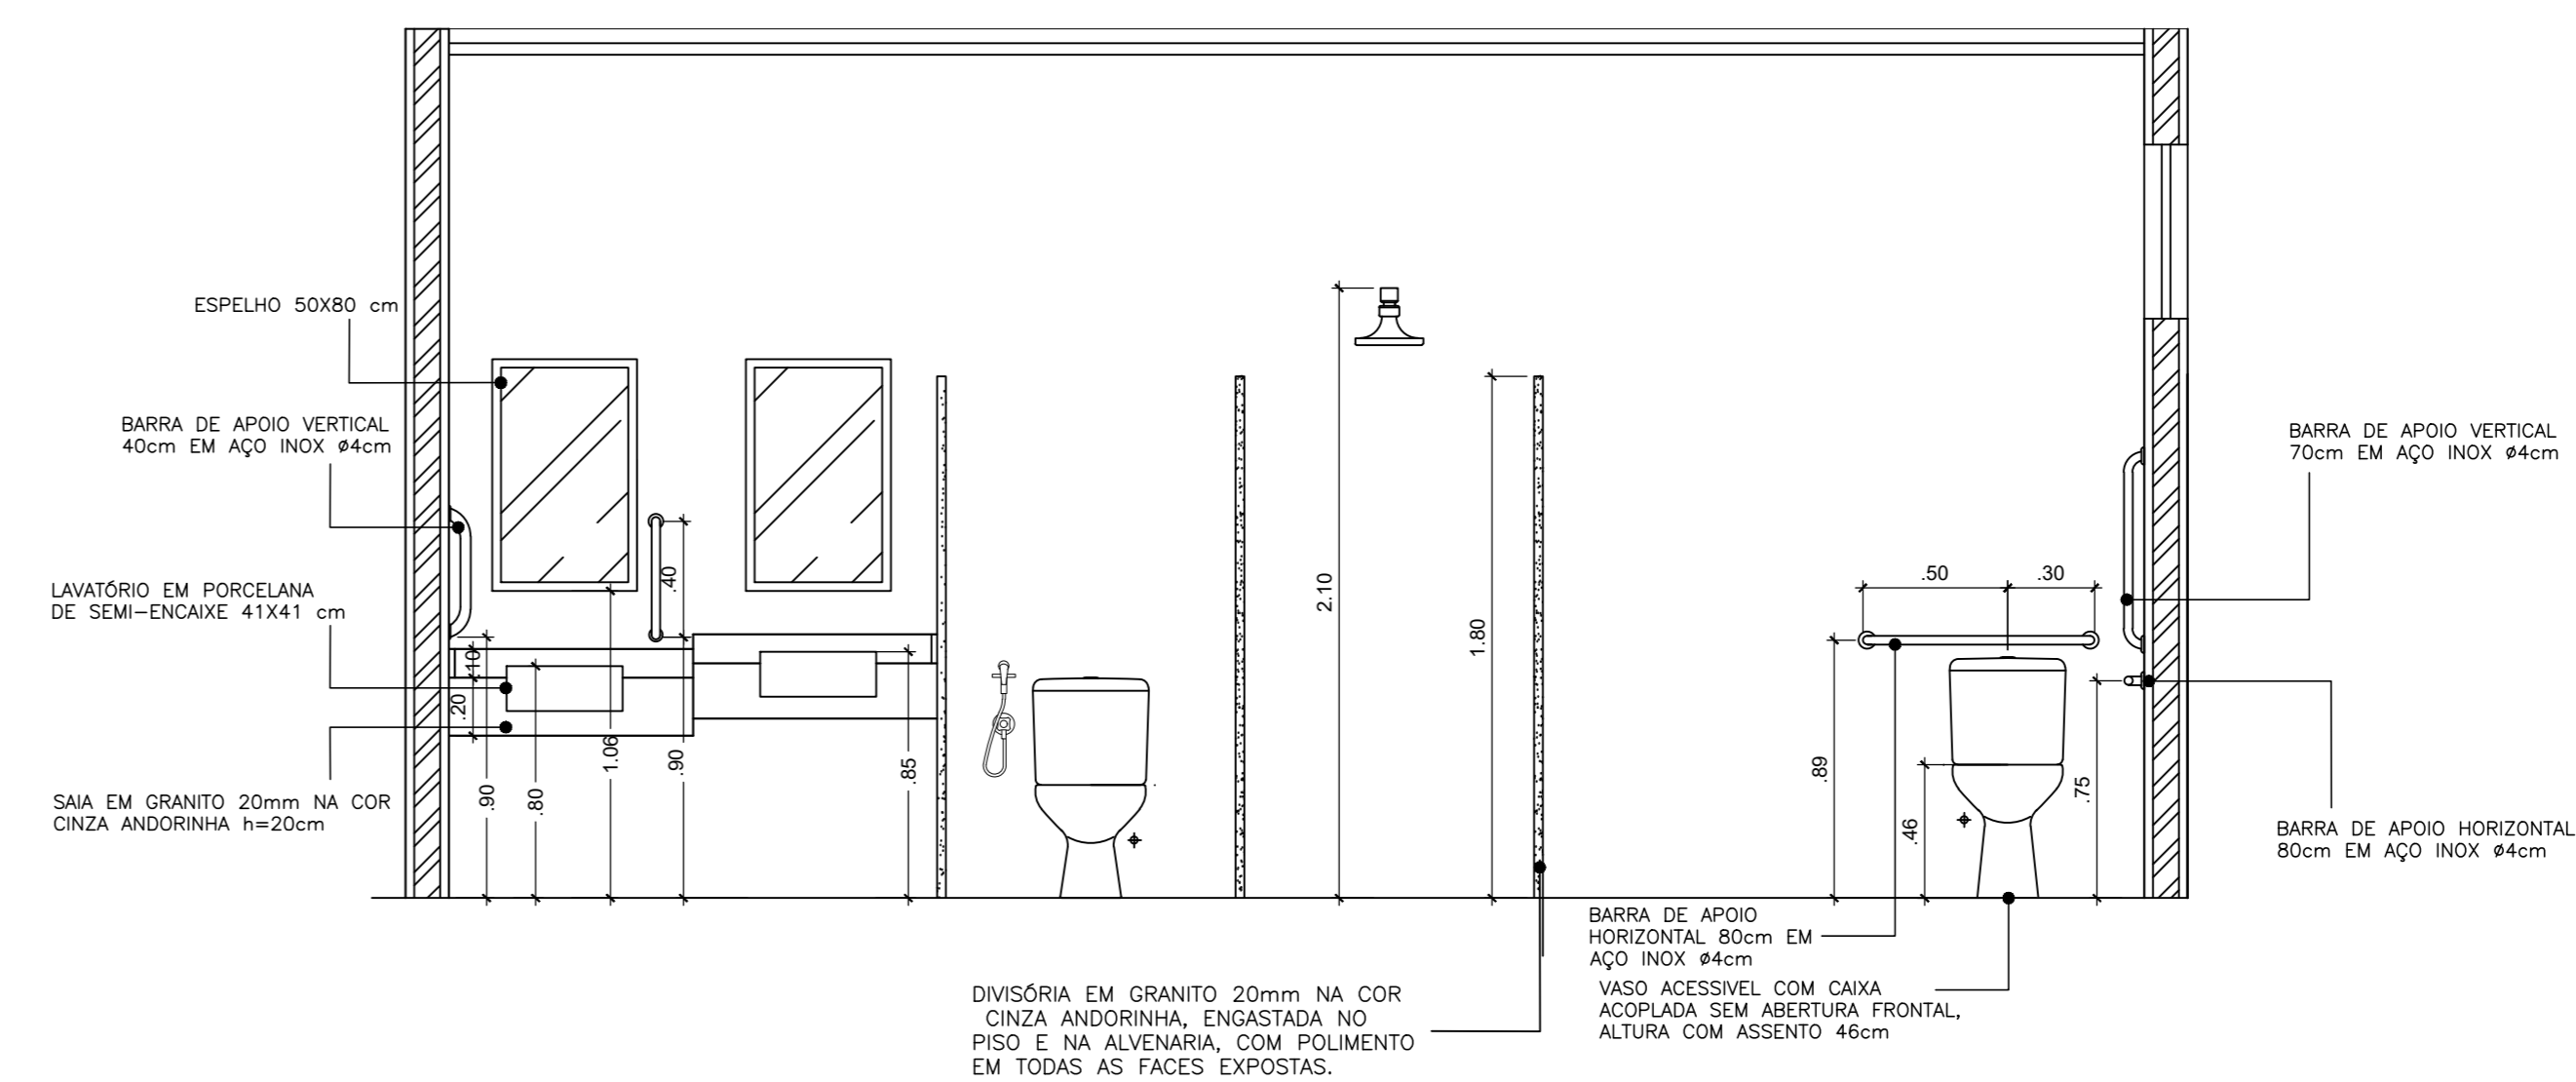 ESPELHO 50X80 cm
BARRA DE APOIO VERTICAL
40cm EM AÇO INOX ø4cm
LAVATÓRIO EM PORCELANA
DE SEMI-ENCAIXE 41X41 cm
SAIA EM GRANITO 20mm NA COR
CINZA ANDORINHA h=20cm
.10
.20
.90
.80
1.06
.40
.90
.85
2.10
1.80
.50
.30
.89
.46
.75
BARRA DE APOIO VERTICAL
70cm EM AÇO INOX ø4cm
BARRA DE APOIO HORIZONTAL
80cm EM AÇO INOX ø4cm
BARRA DE APOIO
HORIZONTAL 80cm EM
AÇO INOX ø4cm
VASO ACESSIVEL COM CAIXA
ACOPLADA SEM ABERTURA FRONTAL,
ALTURA COM ASSENTO 46cm
DIVISÓRIA EM GRANITO 20mm NA COR
CINZA ANDORINHA, ENGASTADA NO
PISO E NA ALVENARIA, COM POLIMENTO
EM TODAS AS FACES EXPOSTAS.